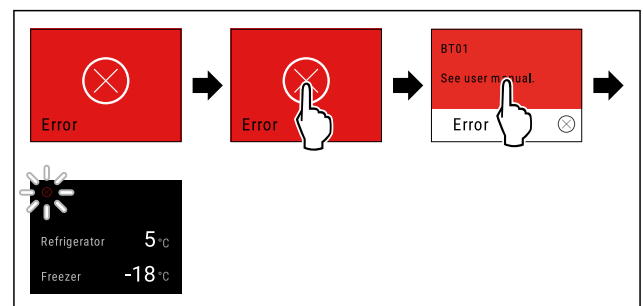 Error
Error
BT01
See user manual.
Error
Refrigerator 5°C
Freezer -18°C